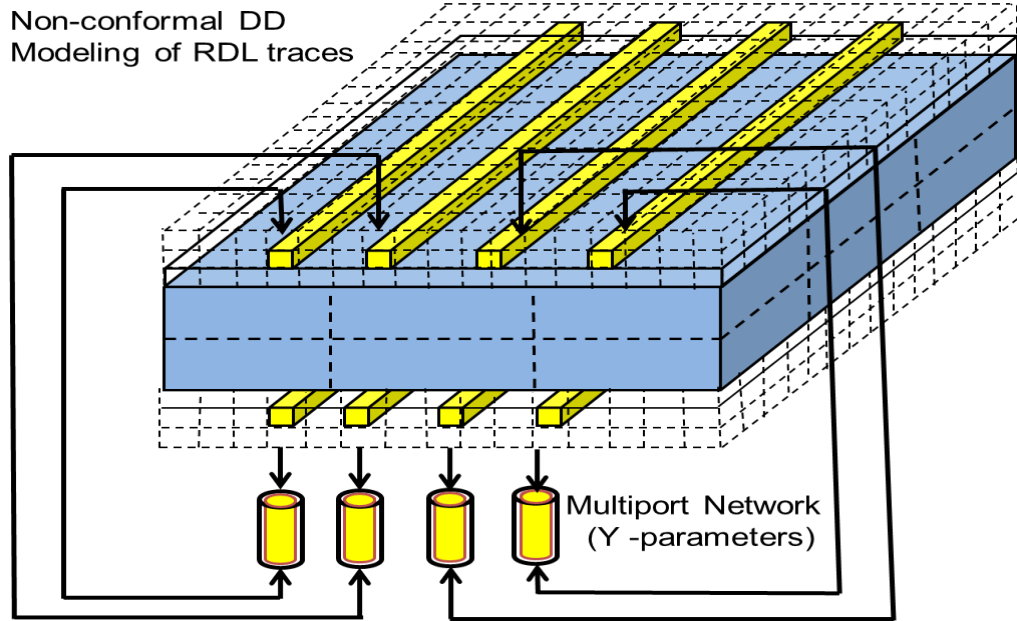 Non-conformal DD
Modeling of RDL traces
Multiport Network
(Y -parameters)